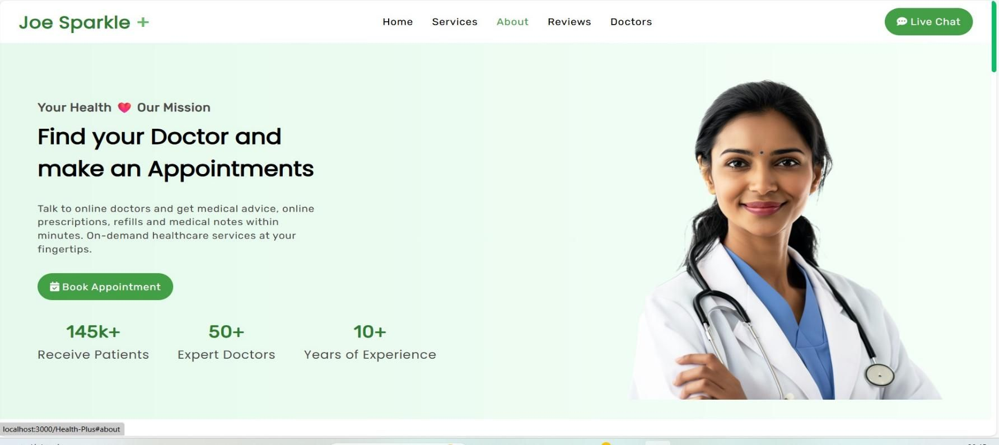 Joe Sparkle +
Home Services About Reviews Doctors
Live Chat
Your Health Our Mission
Find your Doctor and
make an Appointments
Talk to online doctors and get medical advice, online
prescriptions, refills and medical notes within
minutes. On-demand healthcare services at your
fingertips.
Book Appointment
145k+ 50+ 10+
Receive Patients Expert Doctors Years of Experience
localhost:3000/Health-Plus#about